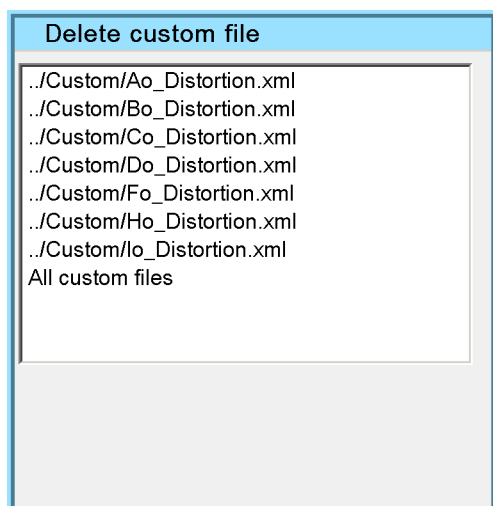 Delete custom file
../Custom/Ao_Distortion.xml
../Custom/Bo_Distortion.xml
../Custom/Co_Distortion.xml
../Custom/Do_Distortion.xml
../Custom/Fo_Distortion.xml
../Custom/Ho_Distortion.xml
../Custom/Io_Distortion.xml
All custom files